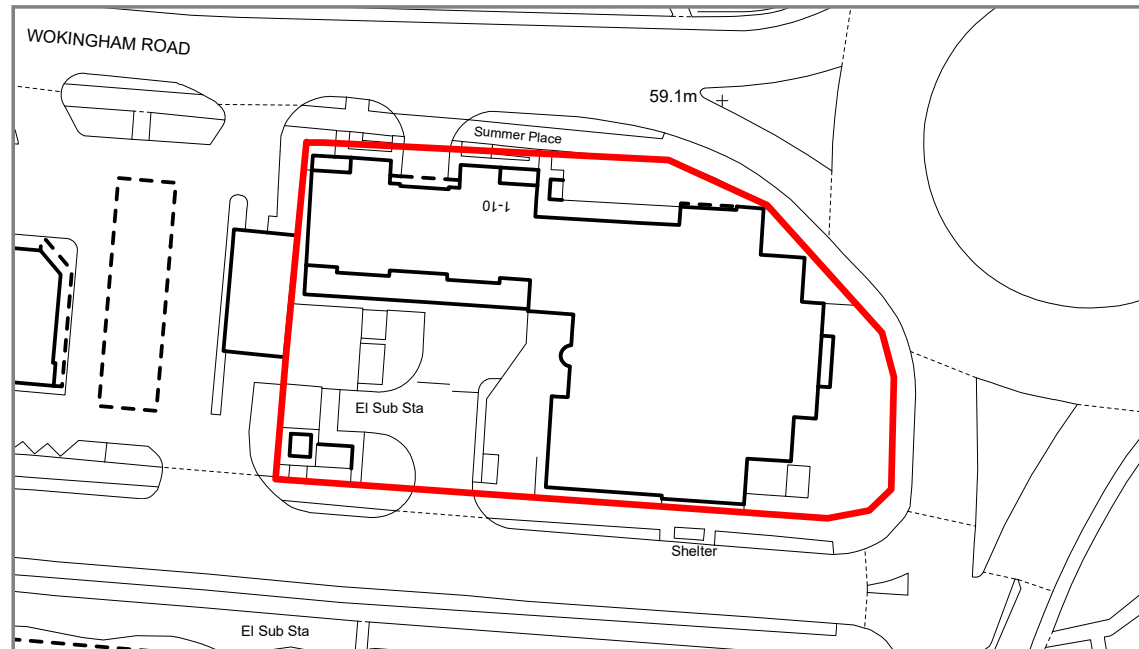 WOKINGHAM ROAD
59.1m
Summer Place
1-10
El Sub Sta
Shelter
El Sub Sta